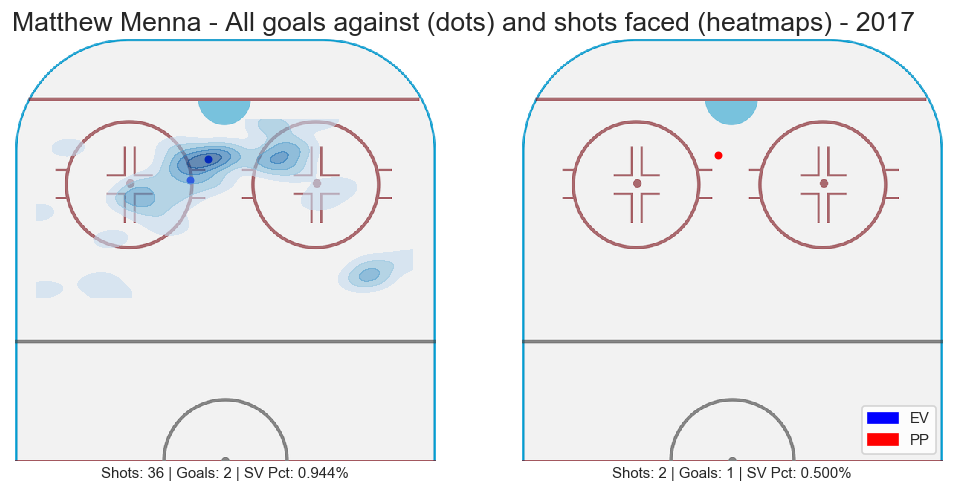 Matthew Menna - All goals against (dots) and shots faced (heatmaps) - 2017
EV
PP
Shots: 36 | Goals: 2 | SV Pct: 0.944%
Shots: 2 | Goals: 1 | SV Pct: 0.500%